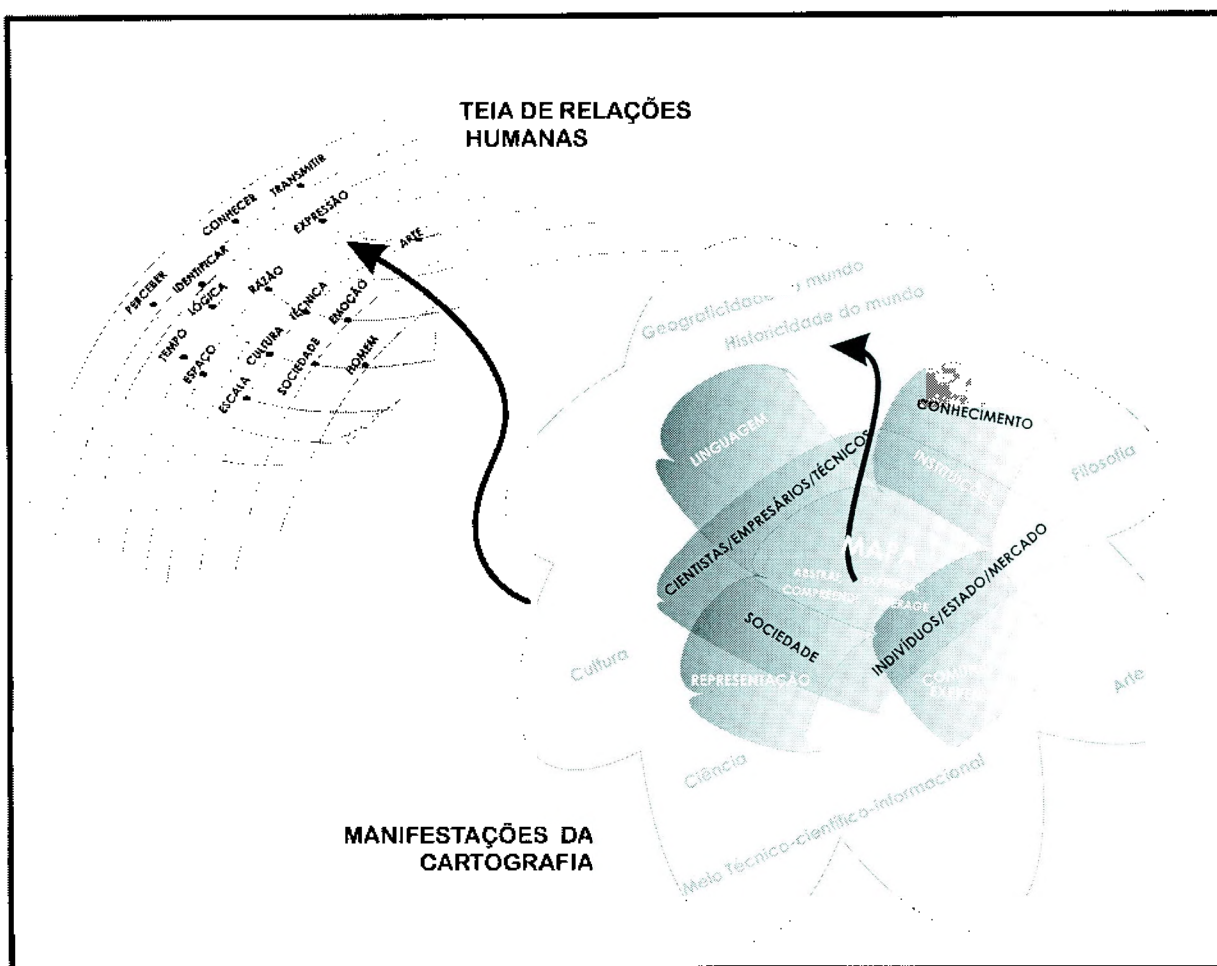 TEIA DE RELAÇÕES
HUMANAS
TRANSMITIR
CONHECER
EXPRESSÃO
ARTE
PERCEBER
IDENTIFICAR
LÓGICA
RAZÃO
TÉCNICA
EMOÇÃO
TEMPO
ESPAÇO
CULTURA
SOCIEDADE
HOMEM
ESCALA
mundo
Historicidade do mundo
LINGUAGEM
CONHECIMENTO
Filosofia
CIENTISTAS/EMPRESÁRIOS/TÉCNICOS
MAPA
INDIVÍDUOS/ESTADO/MERCADO
SOCIEDADE
REPRESENTAÇÃO
Cultura
Arte
Ciência
Meio Técnico-científico-informacional
MANIFESTAÇÕES DA
CARTOGRAFIA